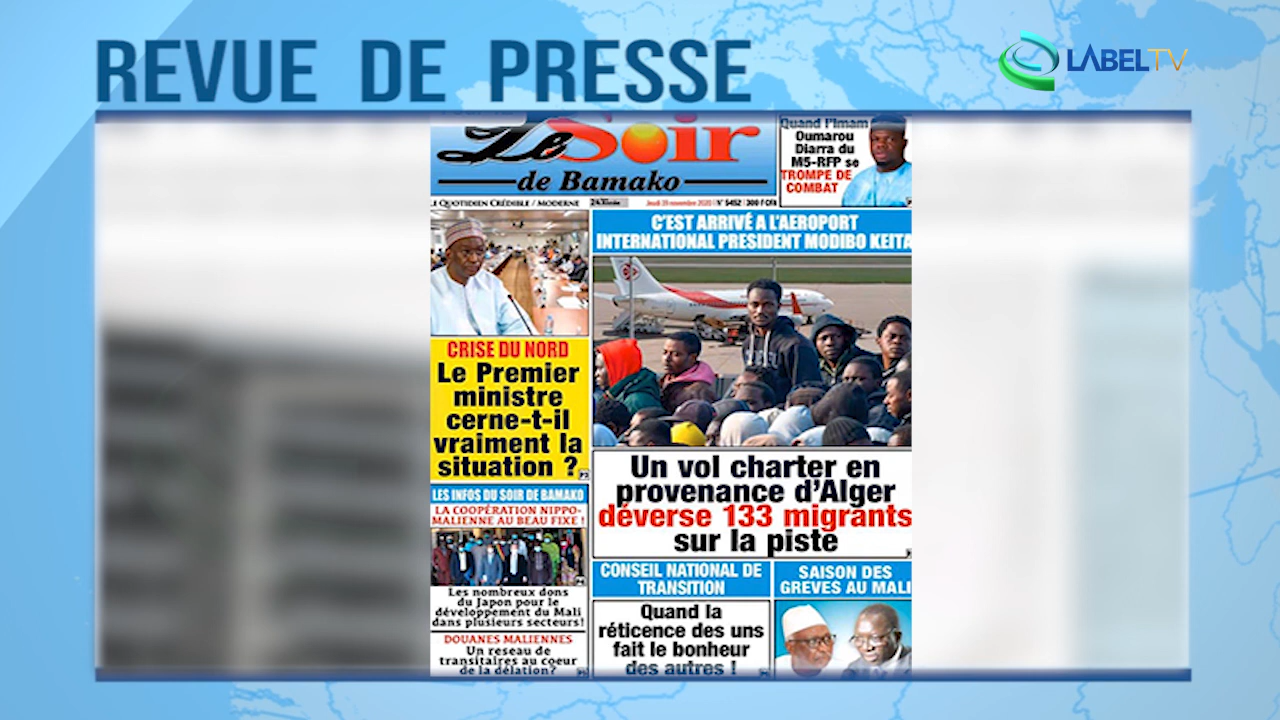 REVUE DE PRESSE
LABEL TV
Le Soir
de Bamako
Quand l'Imam
Oumarou
Diarra du
M5-RFP se
TROMPE DE
COMBAT
LE QUOTIDIEN CRÉDIBLE / MODERNE
N° 5452 | 300 F CFA
C'EST ARRIVÉ A L'AEROPORT
INTERNATIONAL PRESIDENT MODIBO KEITA
CRISE DU NORD
Le Premier
ministre
cerne-t-il
vraiment la
situation ?
Un vol charter en
provenance d'Alger
déverse 133 migrants
sur la piste
LES INFOS DU SOIR DE BAMAKO
LA COOPÉRATION NIPPO-
MALIENNE AU BEAU FIXE !
Les nombreux dons
du Japon pour le
développement du Mali
dans plusieurs secteurs!
DOUANES MALIENNES
Un reseau de
transitaires au coeur
de la délation?
CONSEIL NATIONAL DE
TRANSITION
Quand la
réticence des uns
fait le bonheur
des autres !
SAISON DES
GREVES AU MALI